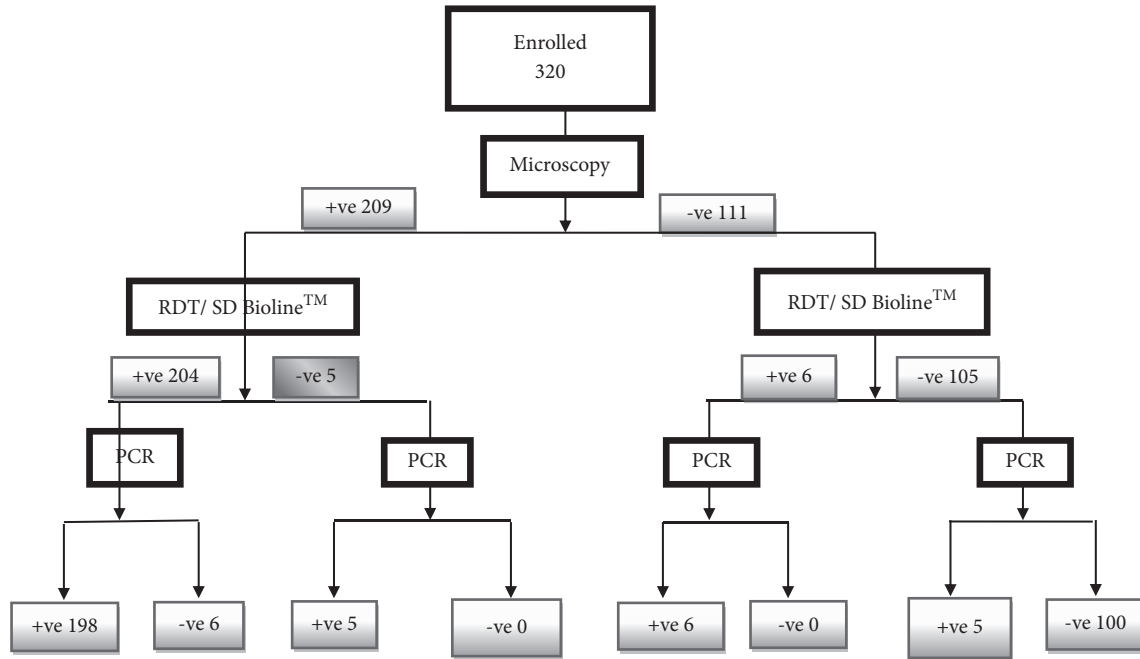 Enrolled
320
Microscopy
+ve 209
-ve 111
RDT/ SD Bioline™
RDT/ SD Bioline™
+ve 204
-ve 5
+ve 6
-ve 105
PCR
PCR
PCR
PCR
+ve 198
-ve 6
+ve 5
-ve 0
+ve 6
-ve 0
+ve 5
-ve 100